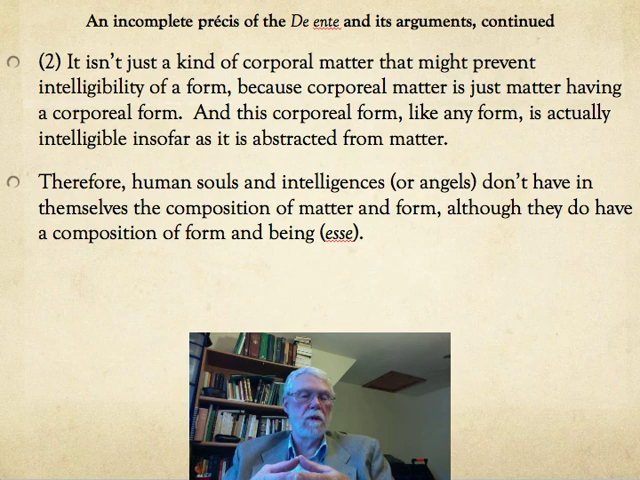 An incomplete précis of the De ente and its arguments, continued
(2) It isn't just a kind of corporal matter that might prevent
intelligibility of a form, because corporeal matter is just matter having
a corporeal form.  And this corporeal form, like any form, is actually
intelligible insofar as it is abstracted from matter.
Therefore, human souls and intelligences (or angels) don't have in
themselves the composition of matter and form, although they do have
a composition of form and being (esse).